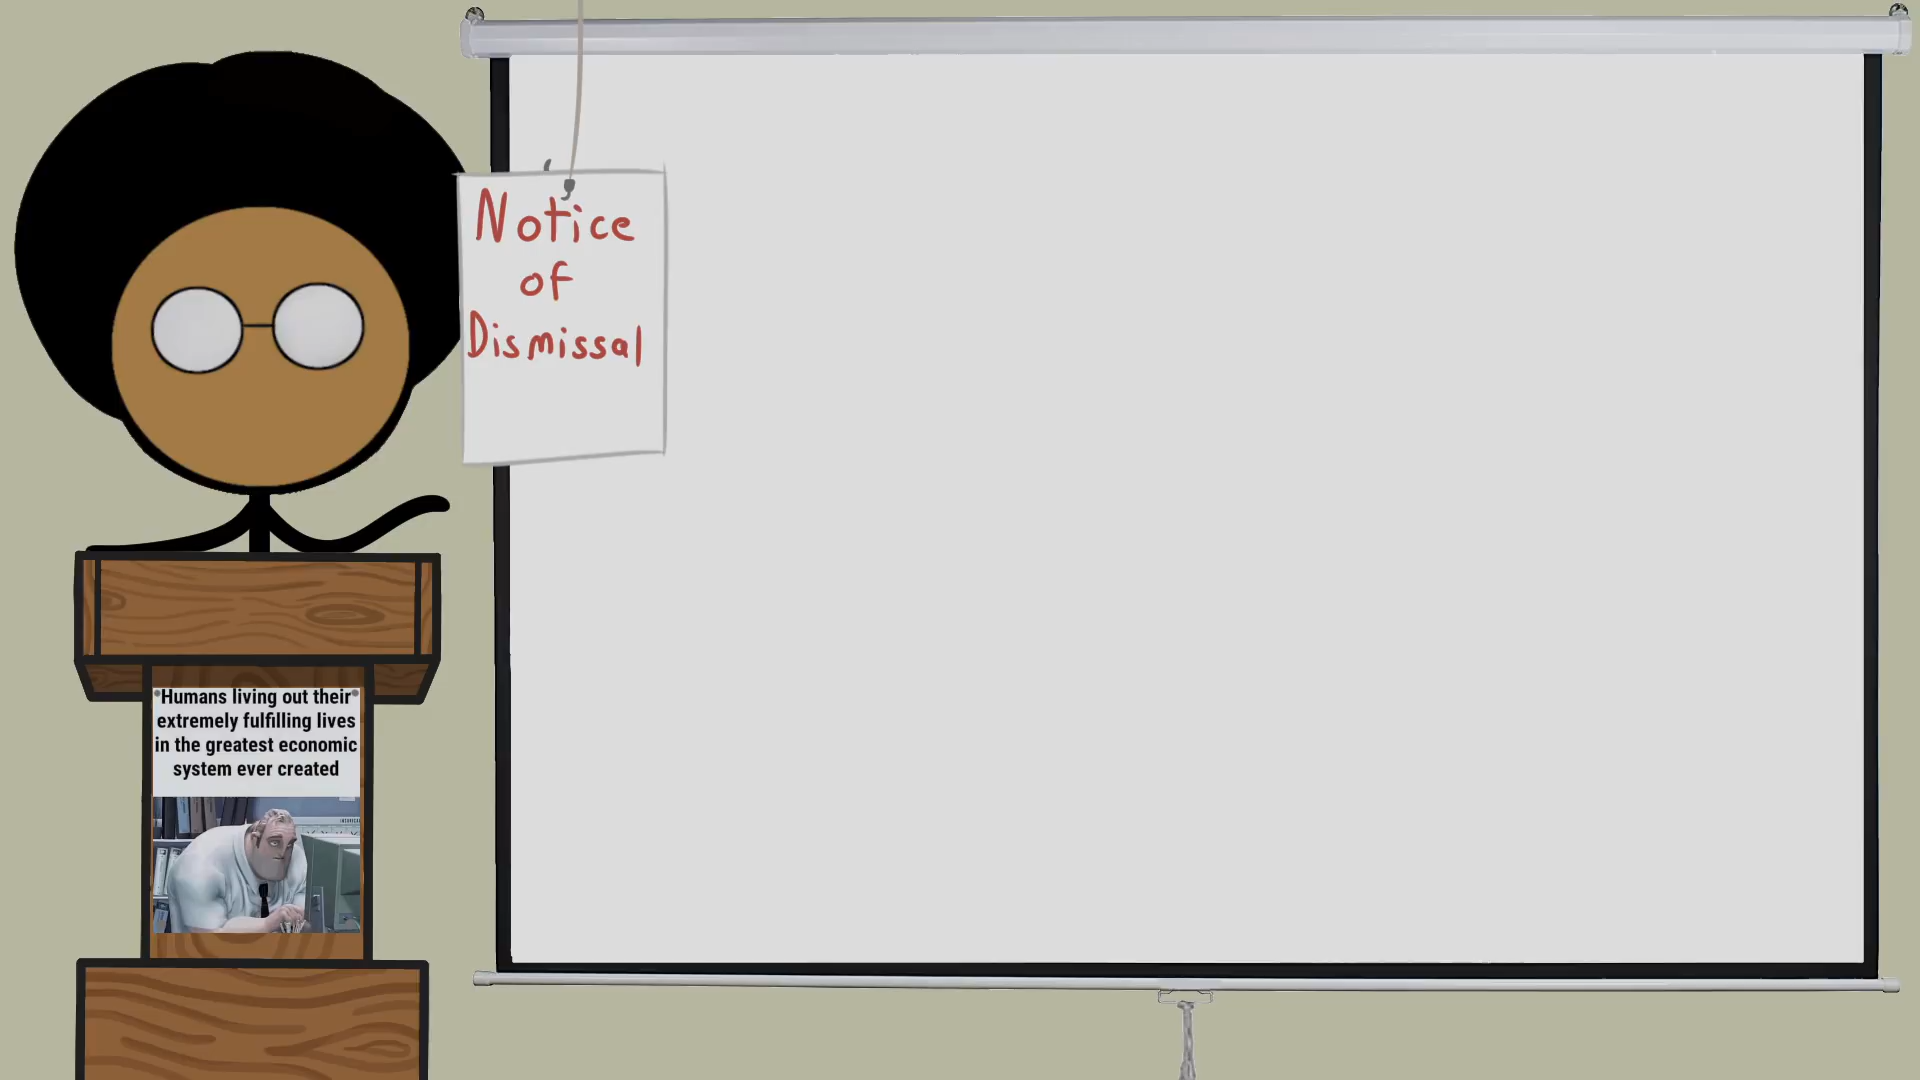 Notice
of
Dismissal
Humans living out their
extremely fulfilling lives
in the greatest economic
system ever created